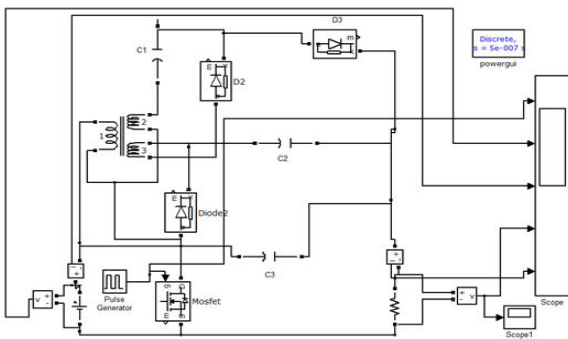 D3
m
k
Discrete,
s = 5e-007 s
powergui
C1
E
D2
1
2
3
C2
E
Diode2
C3
Pulse
Generator
g
m
E
Mosfet
v
+
-
+
-
v
Scope
Scope1